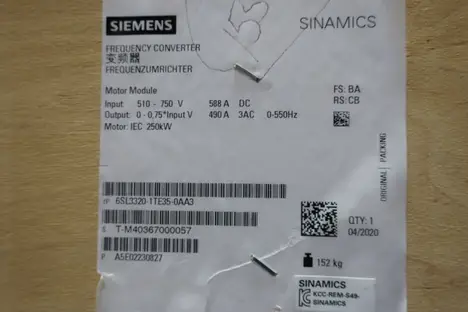 SIEMENS
SINAMICS
FREQUENCY CONVERTER
变频器
FREQUENZUMRICHTER
Motor Module
FS: BA
Input: 510 - 750 V 588 A DC
RS: CB
Output: 0 - 0,75*Input V 490 A 3AC 0-550Hz
Motor: IEC 250kW
ORIGINAL PACKING
1P 6SL3320-1TE35-0AA3
S T-M40367000057
QTY: 1
04/2020
P A5E02230827
152 kg
SINAMICS
KCC-REM-S49-
SINAMICS